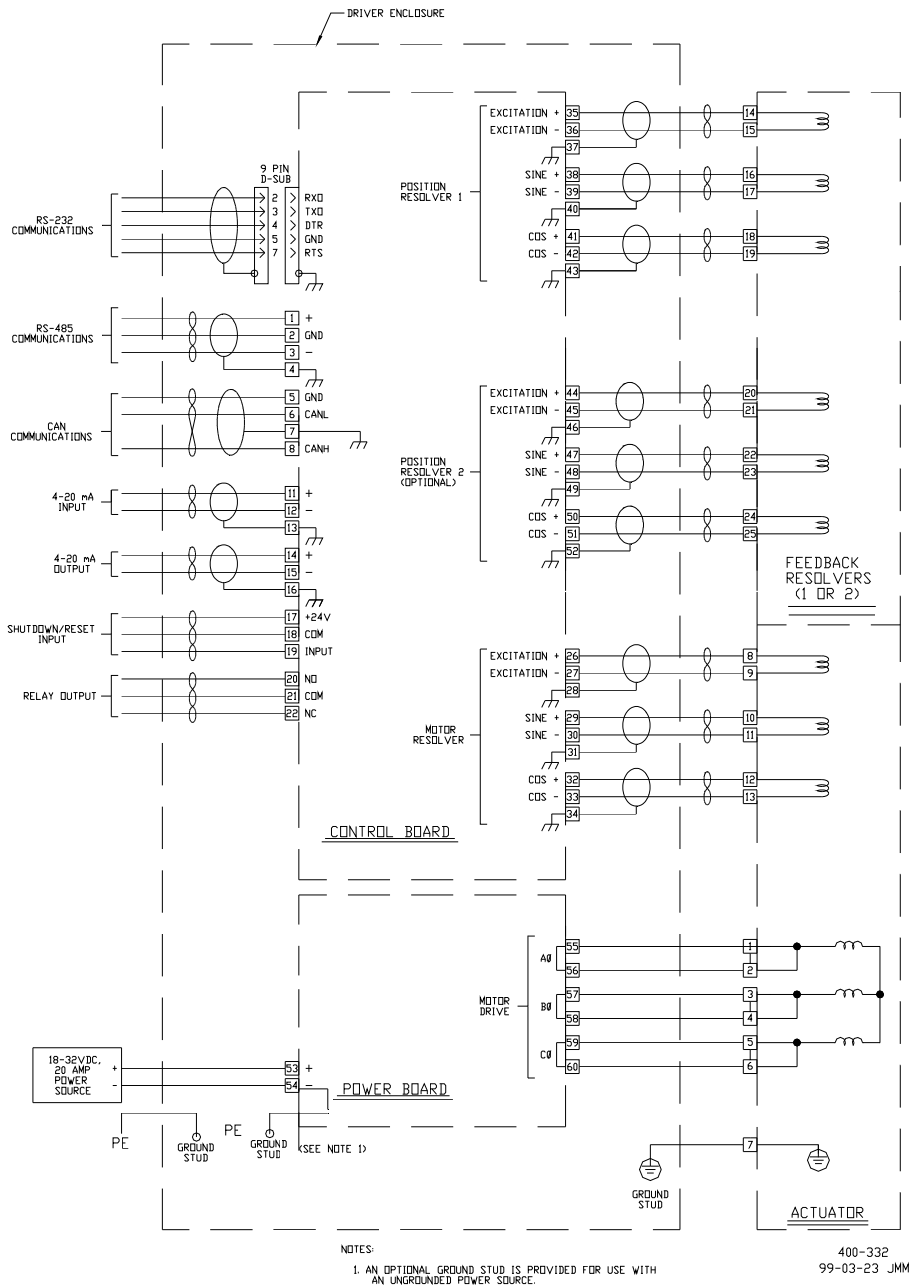 DRIVER ENCLOSURE
9 PIN
D-SUB
RS-232
COMMUNICATIONS
2 RXD
3 TXD
4 DTR
5 GND
7 RTS
RS-485
COMMUNICATIONS
1 +
2 GND
3 -
4
CAN
COMMUNICATIONS
5 GND
6 CANL
7
8 CANH
4-20 mA
INPUT
11 +
12 -
13
4-20 mA
OUTPUT
14 +
15 -
16
SHUTDOWN/RESET
INPUT
17 +24V
18 COM
19 INPUT
RELAY OUTPUT
20 NO
21 COM
22 NC
POSITION
RESOLVER 1
EXCITATION + 35 14
EXCITATION - 36 15
37
SINE + 38 16
SINE - 39 17
40
COS + 41 18
COS - 42 19
43
POSITION
RESOLVER 2
(OPTIONAL)
EXCITATION + 44 20
EXCITATION - 45 21
46
SINE + 47 22
SINE - 48 23
49
COS + 50 24
COS - 51 25
52
FEEDBACK
RESOLVERS
(1 OR 2)
MOTOR
RESOLVER
EXCITATION + 26 8
EXCITATION - 27 9
28
SINE + 29 10
SINE - 30 11
31
COS + 32 12
COS - 33 13
34
CONTROL BOARD
MOTOR
DRIVE
AØ 55 1
56 2
BØ 57 3
58 4
CØ 59 5
60 6
18-32VDC,
20 AMP
POWER
SOURCE
+ 53 +
- 54 -
POWER BOARD
PE
GROUND
STUD
PE
GROUND
STUD
(SEE NOTE 1)
7
GROUND
STUD
ACTUATOR
NOTES:
1. AN OPTIONAL GROUND STUD IS PROVIDED FOR USE WITH
AN UNGROUNDED POWER SOURCE.
400-332
99-03-23 JMM